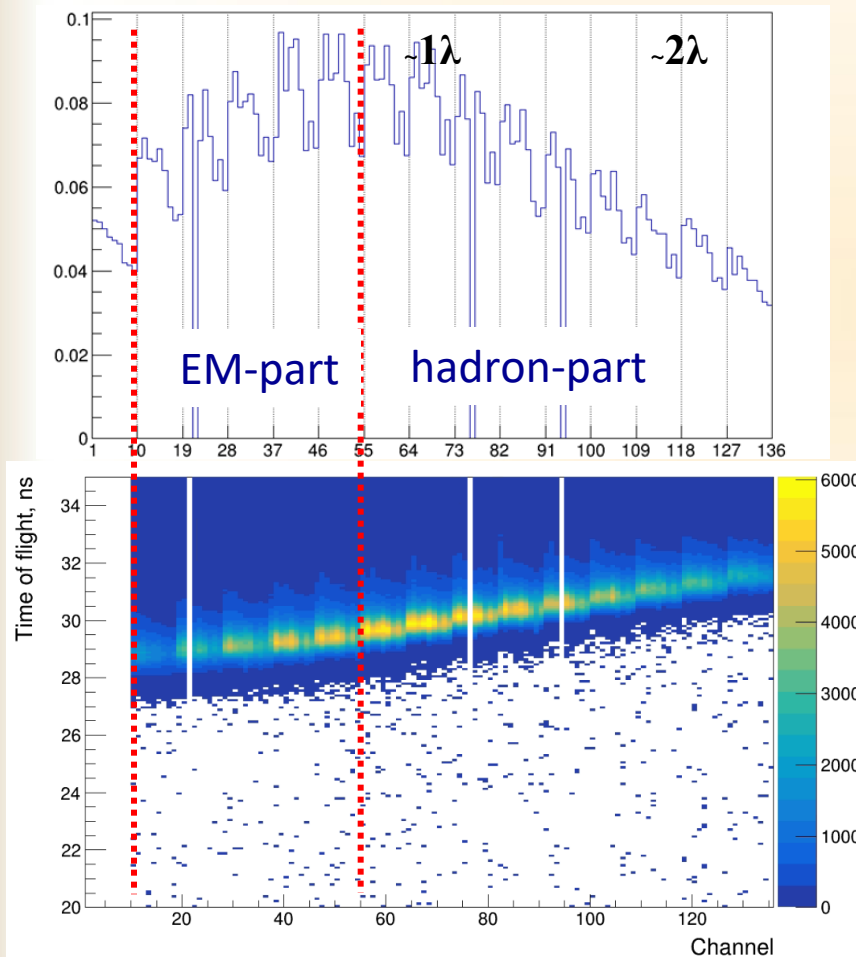 0.1
~1λ
~2λ
0.08
0.06
0.04
EM-part
hadron-part
0.02
0
1 10 19 28 37 46 55 64 73 82 91 100 109 118 127 136
Time of flight, ns
34
32
30
28
26
24
22
20
6000
5000
4000
3000
2000
1000
0
20 40 60 80 100 120
Channel